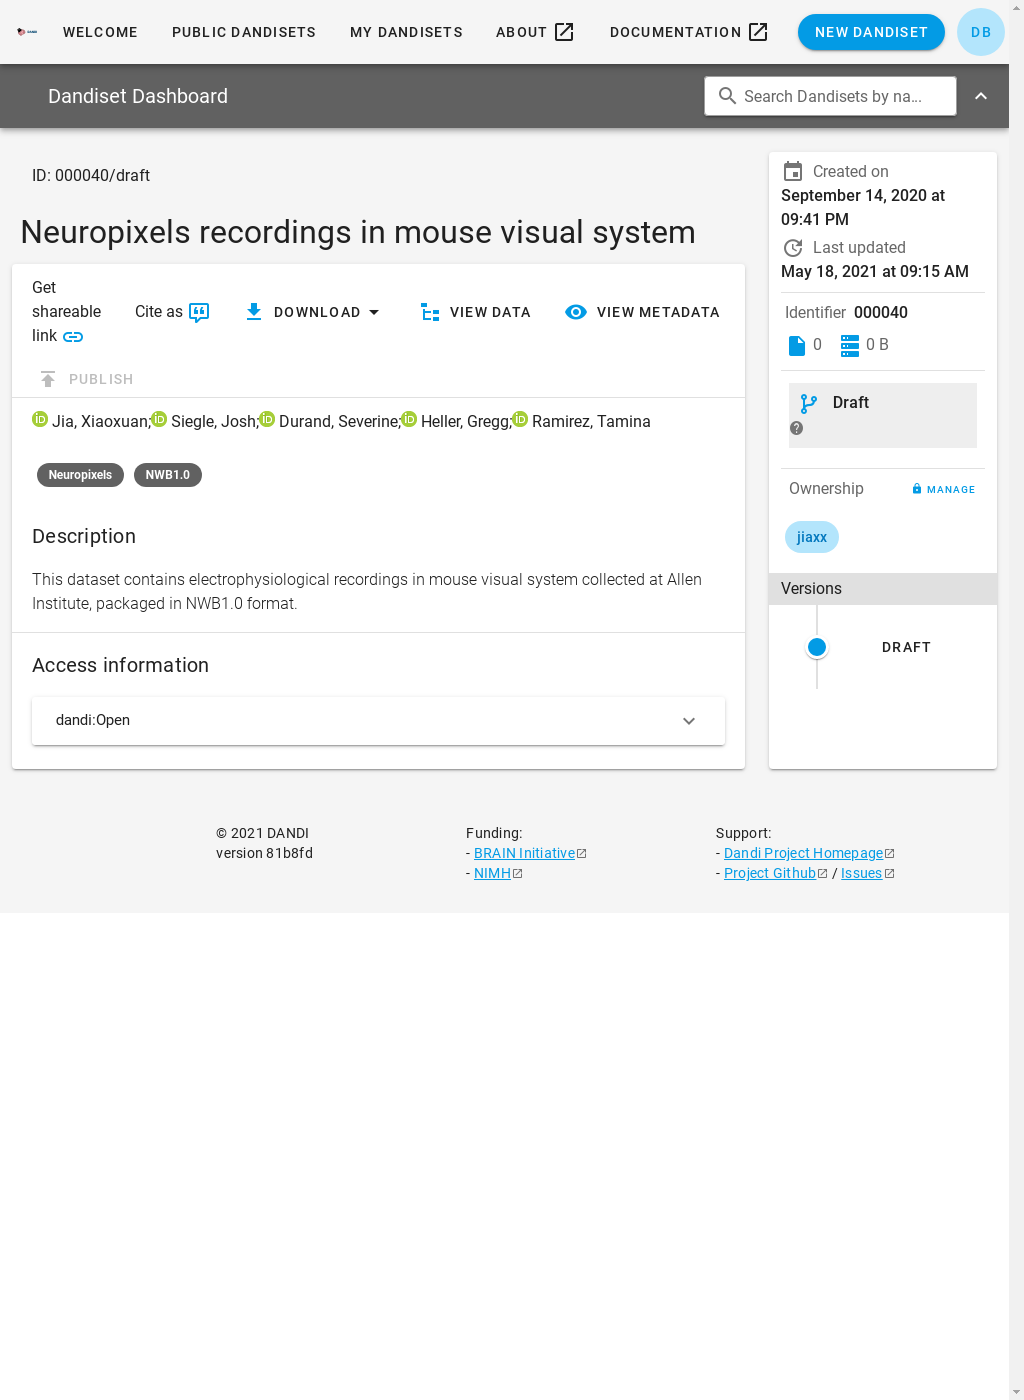 WELCOME
PUBLIC DANDISETS
MY DANDISETS
ABOUT
DOCUMENTATION
NEW DANDISET
DB
Dandiset Dashboard
Search Dandisets by na...
ID: 000040/draft
Neuropixels recordings in mouse visual system
Get
shareable
link
Cite as
DOWNLOAD
VIEW DATA
VIEW METADATA
PUBLISH
Jia, Xiaoxuan; Siegle, Josh; Durand, Severine; Heller, Gregg; Ramirez, Tamina
Neuropixels
NWB1.0
Description
This dataset contains electrophysiological recordings in mouse visual system collected at Allen
Institute, packaged in NWB1.0 format.
Access information
dandi:Open
Created on
September 14, 2020 at
09:41 PM
Last updated
May 18, 2021 at 09:15 AM
Identifier 000040
0
0 B
Draft
Ownership
MANAGE
jiaxx
Versions
DRAFT
© 2021 DANDI
version 81b8fd
Funding:
- BRAIN Initiative
- NIMH
Support:
- Dandi Project Homepage
- Project Github / Issues